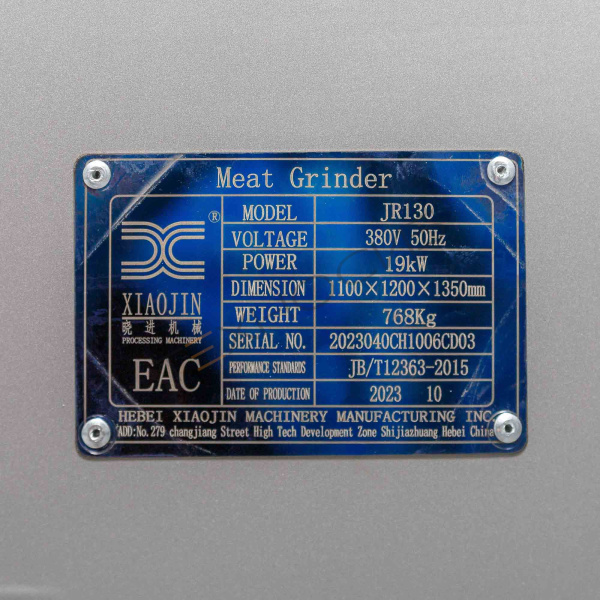 Meat Grinder
®
XIAOJIN
晓进机械
PROCESSING MACHINERY
EAC
MODEL JR130
VOLTAGE 380V 50Hz
POWER 19kW
DIMENSION 1100×1200×1350mm
WEIGHT 768Kg
SERIAL NO. 2023040CH1006CD03
PERFORMANCE STANDARDS JB/T12363-2015
DATE OF PRODUCTION 2023 10
HEBEI XIAOJIN MACHINERY MANUFACTURING INC
ADD:No.279 changjiang Street High Tech Development Zone Shijiazhuang Hebei China